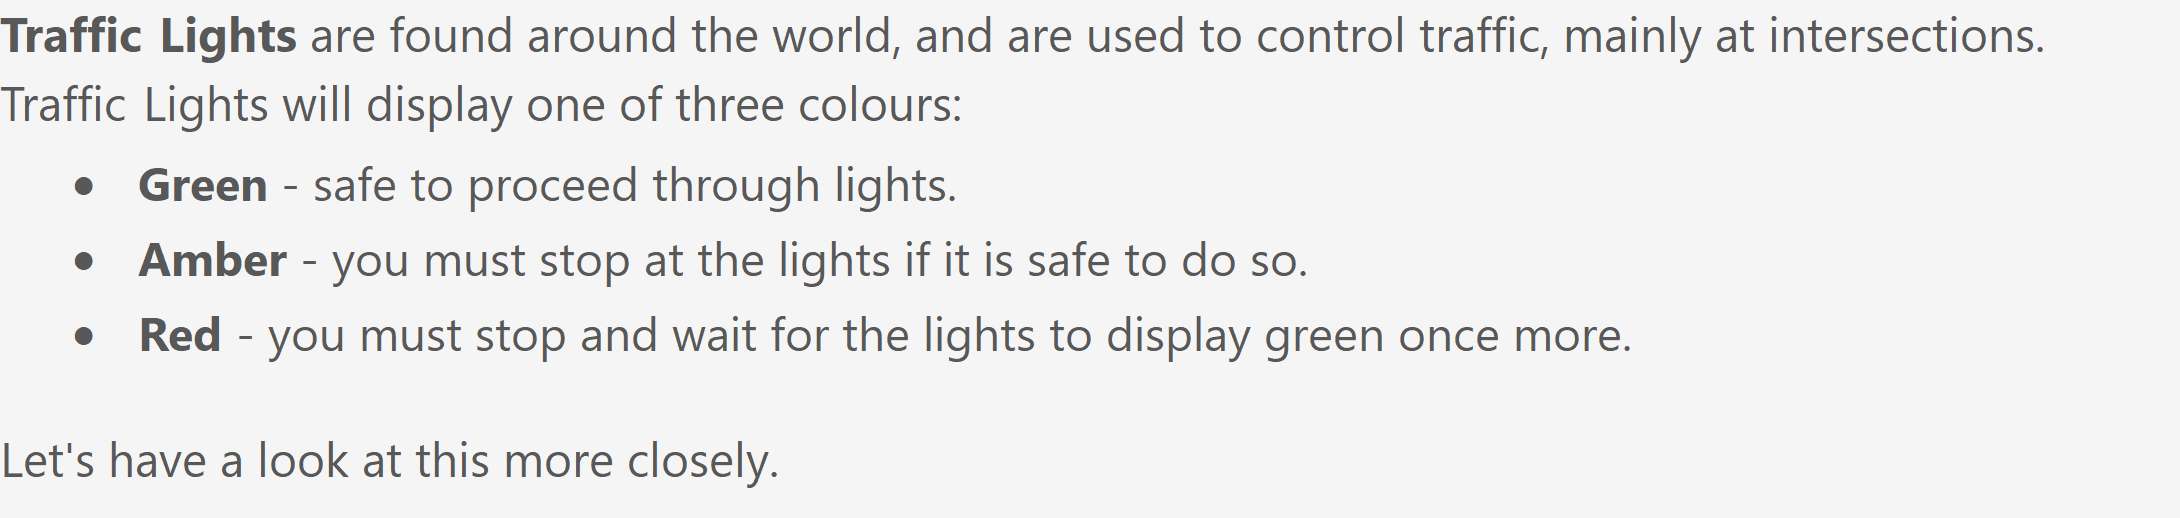 Traffic Lights are found around the world, and are used to control traffic, mainly at intersections.
Traffic Lights will display one of three colours:
• Green - safe to proceed through lights.
• Amber - you must stop at the lights if it is safe to do so.
• Red - you must stop and wait for the lights to display green once more.
Let's have a look at this more closely.